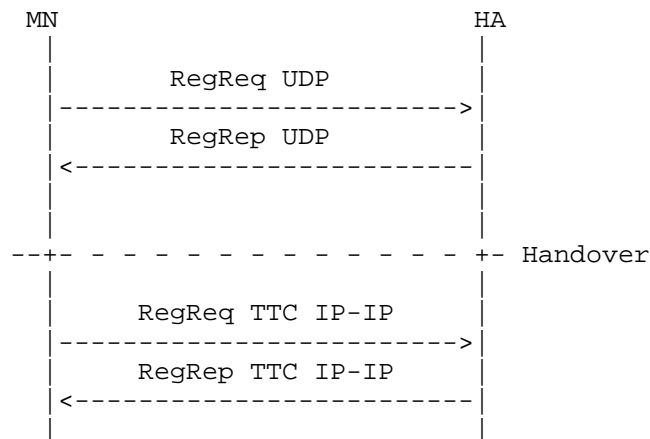 MN HA
RegReq UDP
RegRep UDP
Handover
RegReq TTC IP-IP
RegRep TTC IP-IP